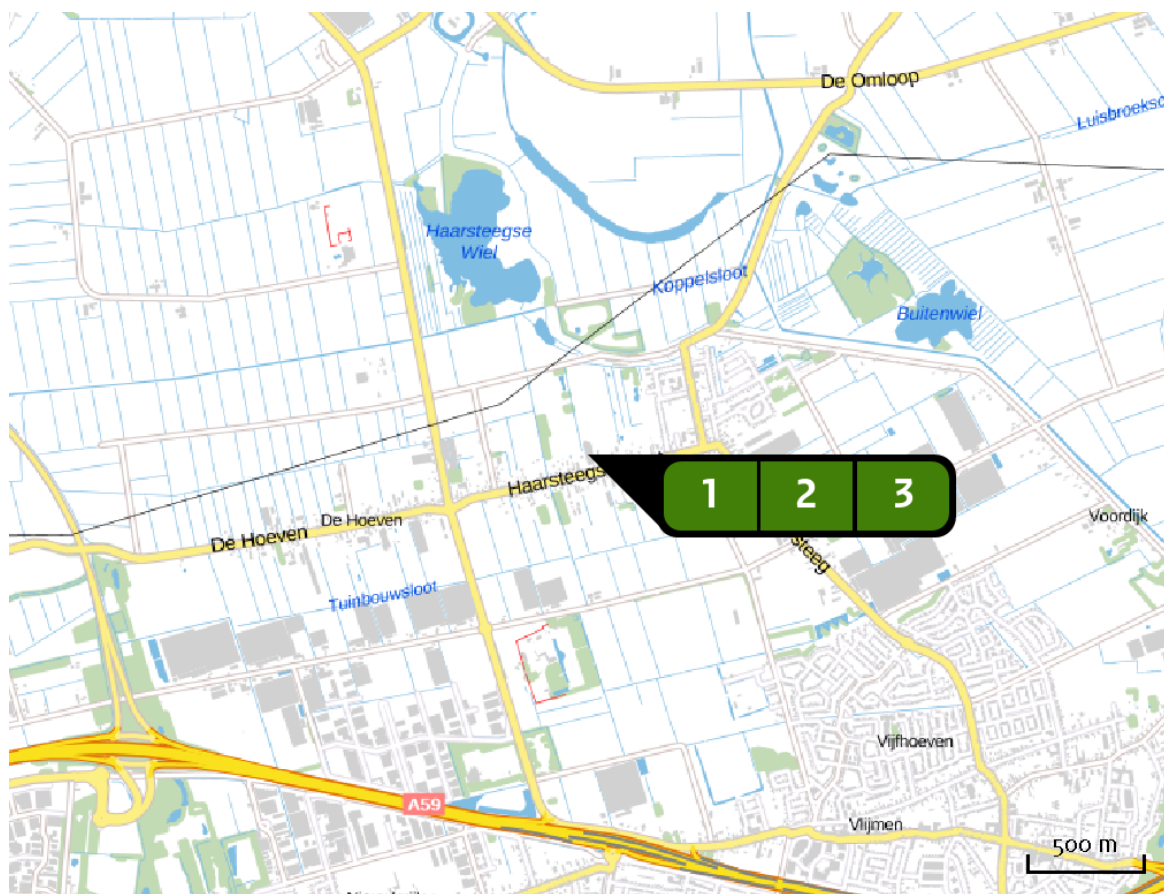 De Omloop
Luisbroeksc
Haarsteegse
Wiel
Koppelsloot
Buitenwiel
Haarsteegs
1 2 3
De Hoeven
De Hoeven
Voordijk
steeg
Tuinbouwsloot
Vijfhoeven
A59
Vlijmen
500 m